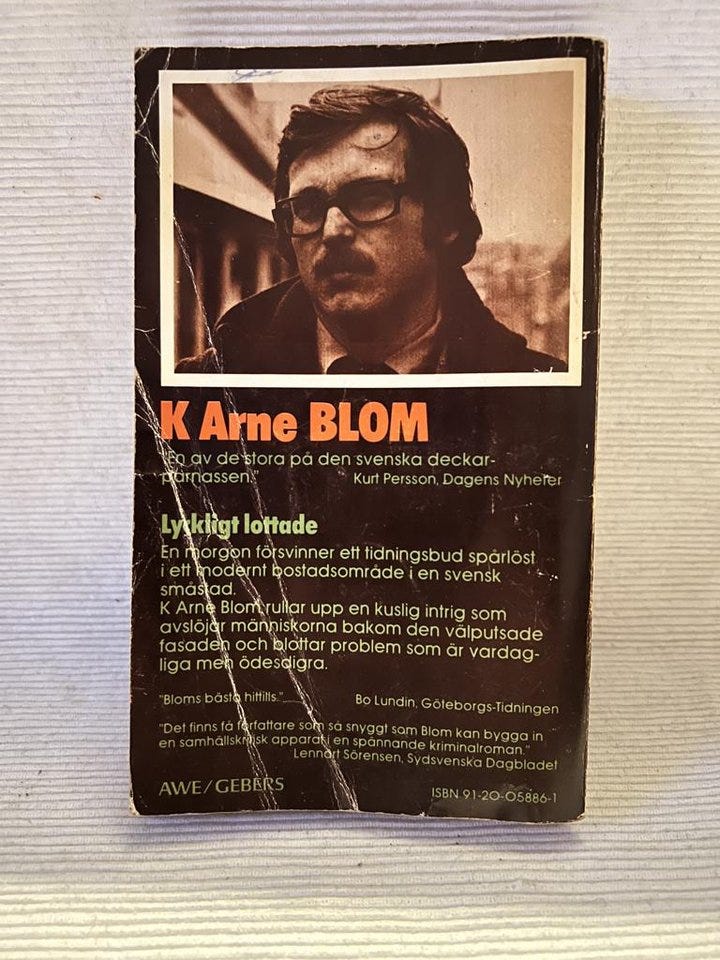 K Arne BLOM
"En av de stora på den svenska deckar-
parnassen." Kurt Persson, Dagens Nyheter
Lyckligt lottade
En morgon försvinner ett tidningsbud spårlöst
i ett modernt bostadsområde i en svensk
småstad.
K Arne Blom rullar upp en kuslig intrig som
avslöjar människorna bakom den välputsade
fasaden och blottar problem som är vardag-
liga men ödesdigra.
"Bloms bästa hittills." Bo Lundin, Göteborgs-Tidningen
"Det finns få författare som så snyggt som Blom kan bygga in
en samhällskritisk apparat i en spännande kriminalroman."
Lennart Sörensen, Sydsvenska Dagbladet
AWE/GEBERS ISBN 91-20-05886-1